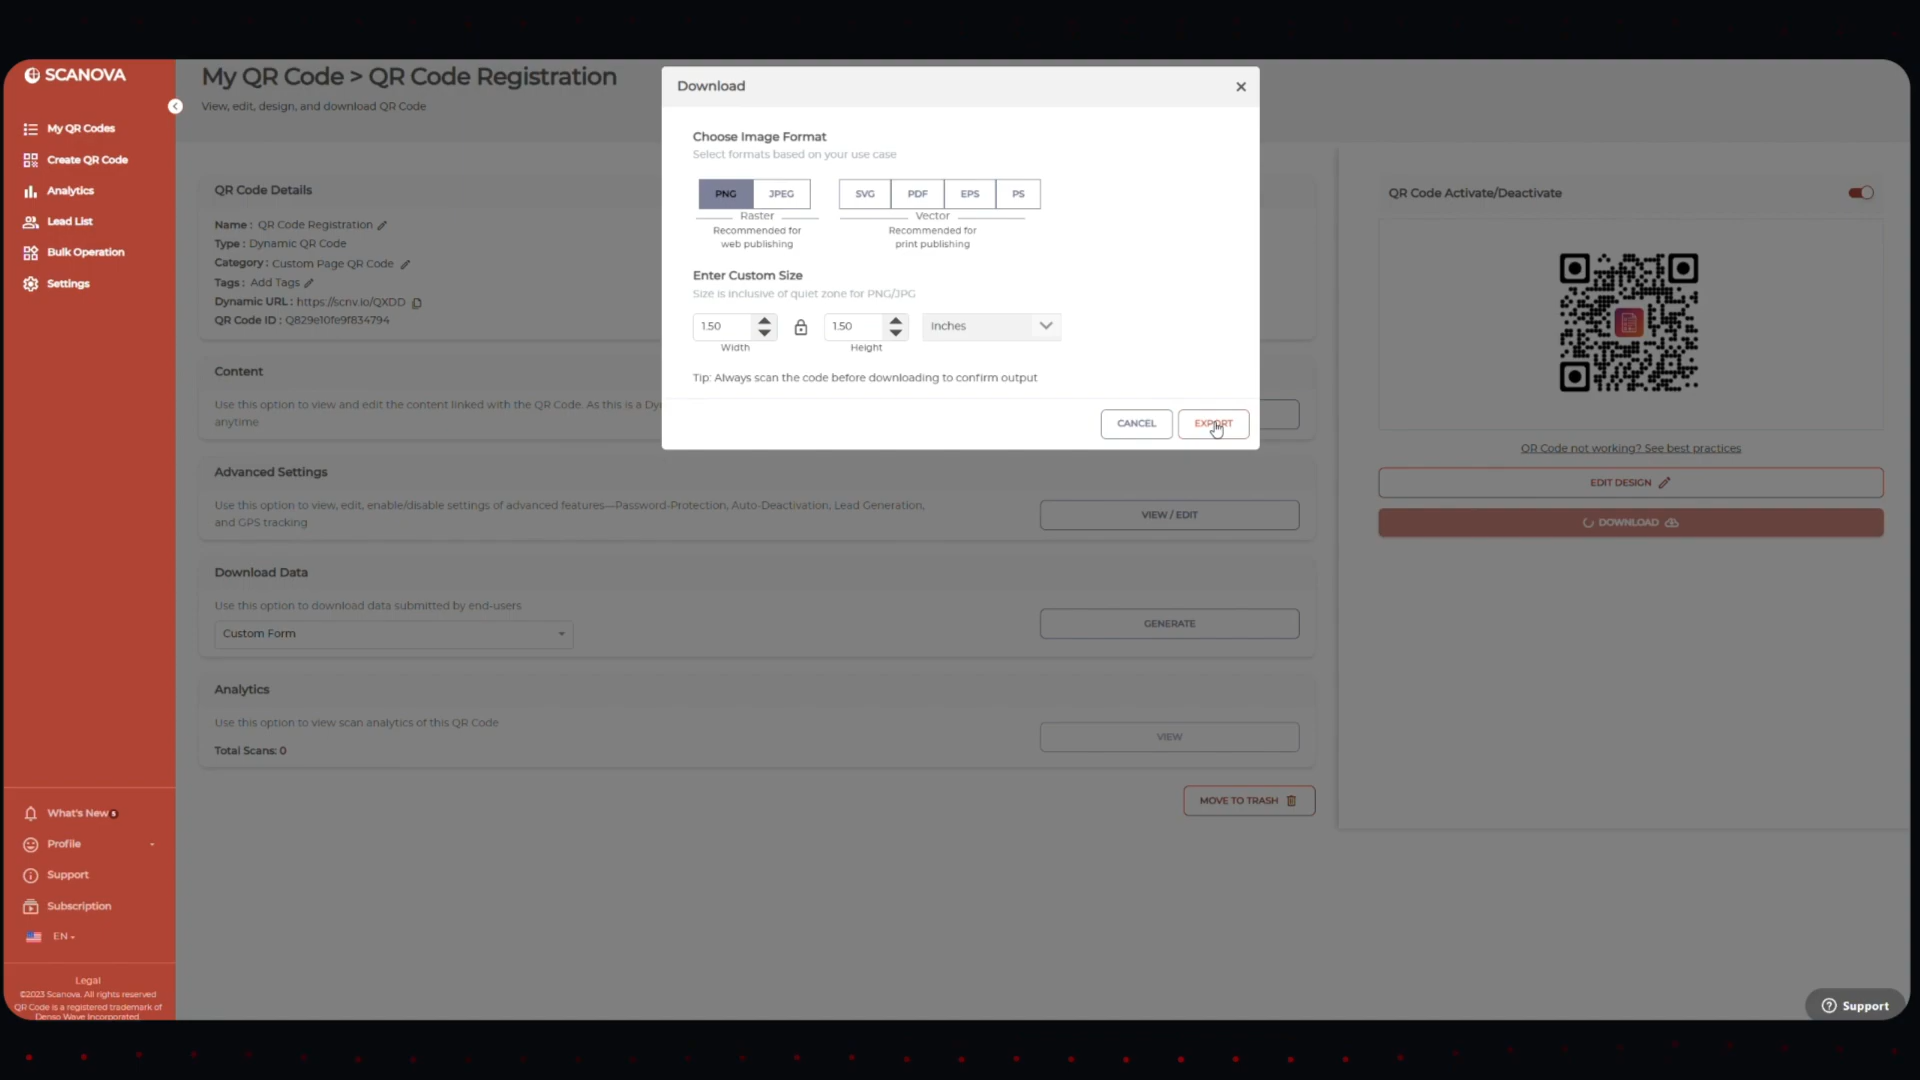 SCANOVA
My QR Codes
Create QR Code
Analytics
Lead List
Bulk Operation
Settings
What's New 5
Profile
Support
Subscription
EN
Legal
©2023 Scanova. All rights reserved
QR Code is a registered trademark of
Denso Wave Incorporated.
My QR Code > QR Code Registration
View, edit, design, and download QR Code
QR Code Details
Name : QR Code Registration
Type : Dynamic QR Code
Category : Custom Page QR Code
Tags : Add Tags
Dynamic URL : https://scnv.io/QXDD
QR Code ID : Q829e10fe9f834794
Content
Use this option to view and edit the content linked with the QR Code. As this is a Dy
anytime
Advanced Settings
Use this option to view, edit, enable/disable settings of advanced features—Password-Protection, Auto-Deactivation, Lead Generation,
and GPS tracking
VIEW / EDIT
Download Data
Use this option to download data submitted by end-users
Custom Form
GENERATE
Analytics
Use this option to view scan analytics of this QR Code
Total Scans: 0
VIEW
MOVE TO TRASH
Download
Choose Image Format
Select formats based on your use case
PNG JPEG SVG PDF EPS PS
Raster Vector
Recommended for Recommended for
web publishing print publishing
Enter Custom Size
Size is inclusive of quiet zone for PNG/JPG
1.50 1.50 Inches
Width Height
Tip: Always scan the code before downloading to confirm output
CANCEL EXPORT
QR Code Activate/Deactivate
QR Code not working? See best practices
EDIT DESIGN
DOWNLOAD
Support